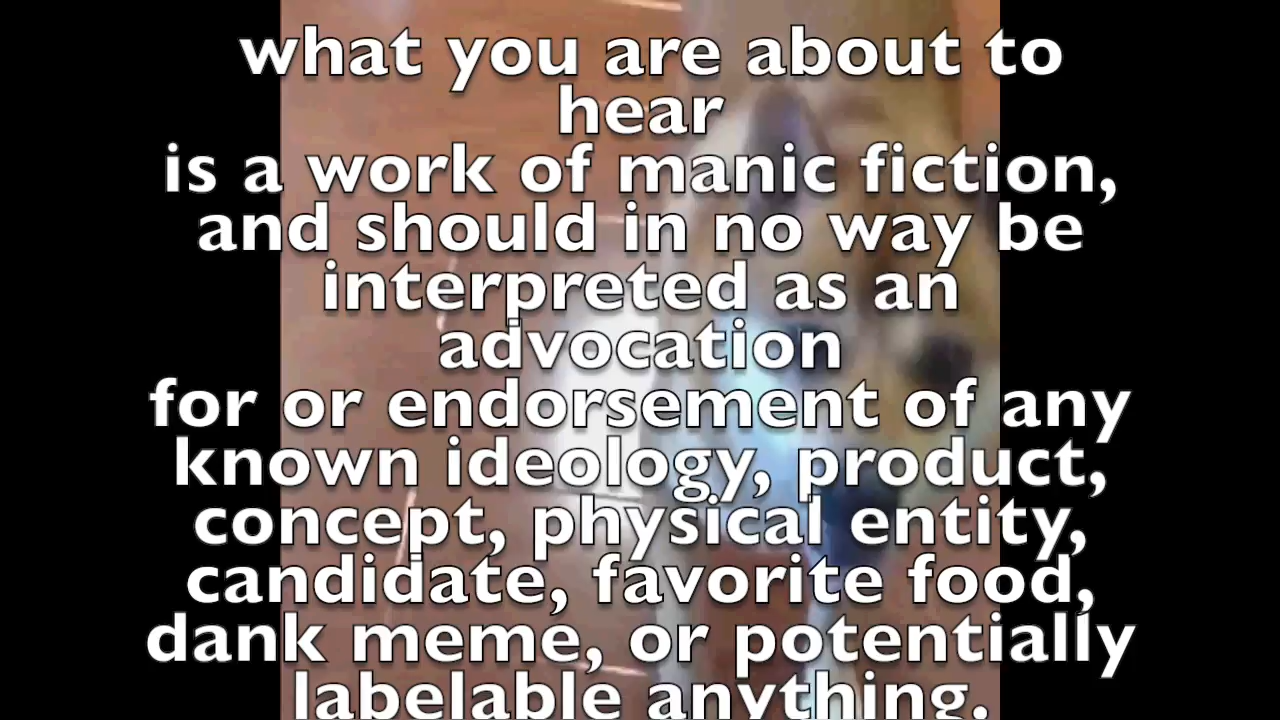 what you are about to
hear
is a work of manic fiction,
and should in no way be
interpreted as an
advocation
for or endorsement of any
known ideology, product,
concept, physical entity,
candidate, favorite food,
dank meme, or potentially
labelable anything.